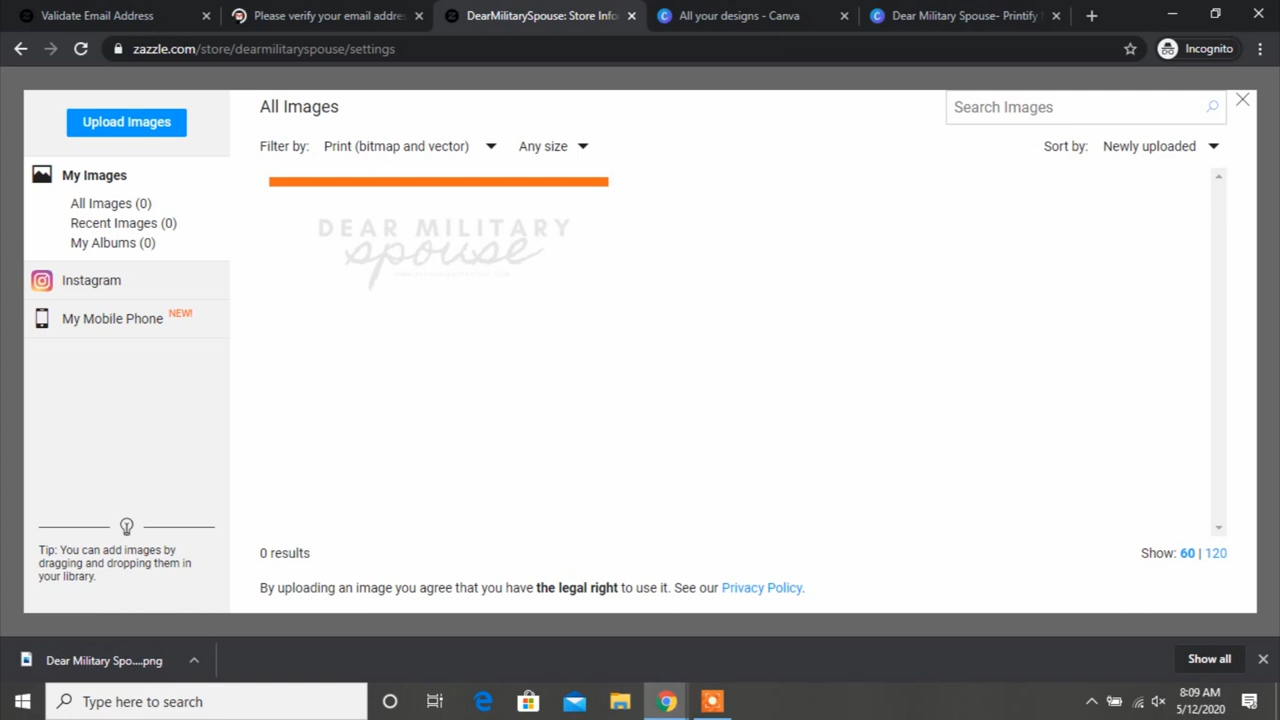 Validate Email Address
Please verify your email addre
DearMilitarySpouse: Store Info
All your designs - Canva
Dear Military Spouse- Printify
zazzle.com/store/dearmilitaryspouse/settings
Incognito
Upload Images
All Images
Search Images
Filter by: Print (bitmap and vector) Any size
Sort by: Newly uploaded
My Images
All Images (0)
Recent Images (0)
My Albums (0)
Instagram
My Mobile Phone NEW!
DEAR MILITARY
spouse
Tip: You can add images by
dragging and dropping them in
your library.
0 results
Show: 60 | 120
By uploading an image you agree that you have the legal right to use it. See our Privacy Policy.
Dear Military Spo....png
Show all
Type here to search
8:09 AM
5/12/2020